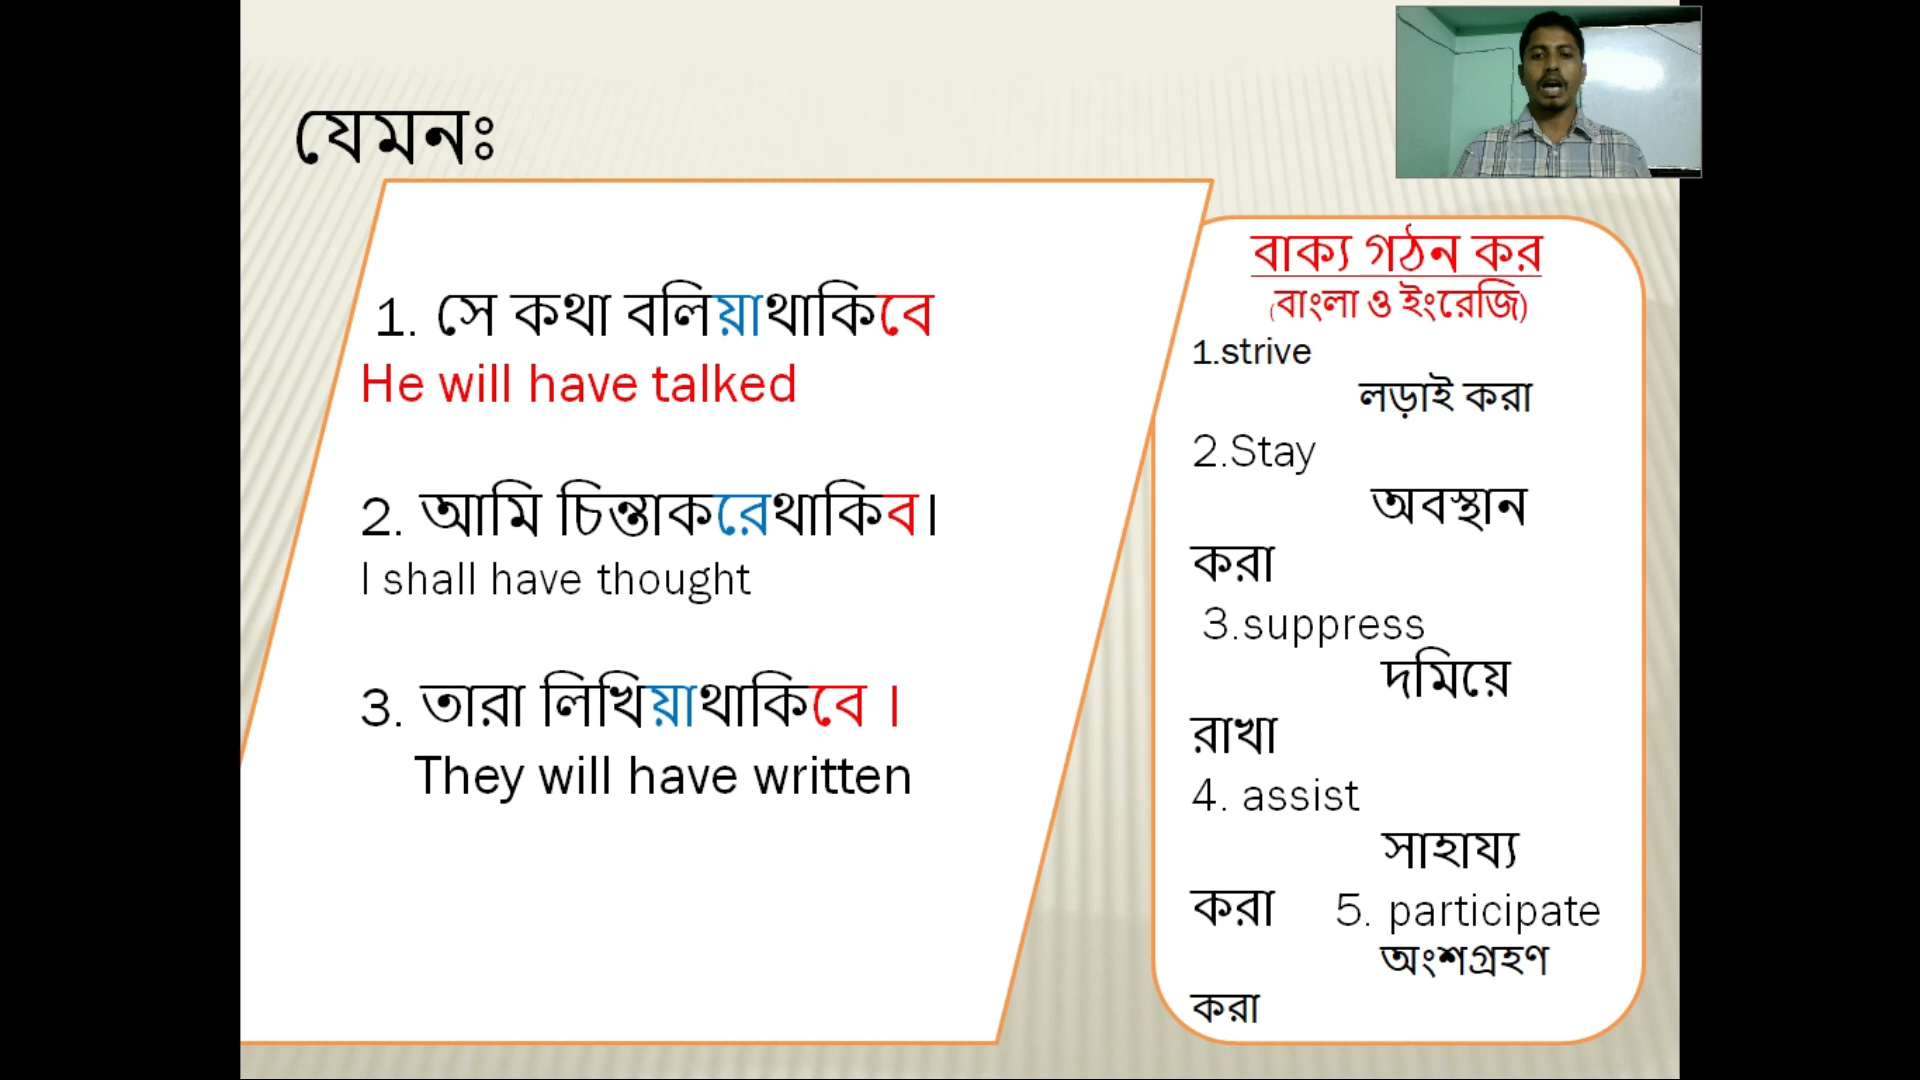 যেমনঃ
1. সে কথা বলিয়াথাকিবে
He will have talked
2. আমি চিন্তাকরেথাকিব।
I shall have thought
3. তারা লিখিয়াথাকিবে ।
They will have written
বাক্য গঠন কর
(বাংলা ও ইংরেজি)
1.strive
লড়াই করা
2.Stay
অবস্থান
করা
3.suppress
দমিয়ে
রাখা
4. assist
সাহায্য
করা 5. participate
অংশগ্রহণ
করা